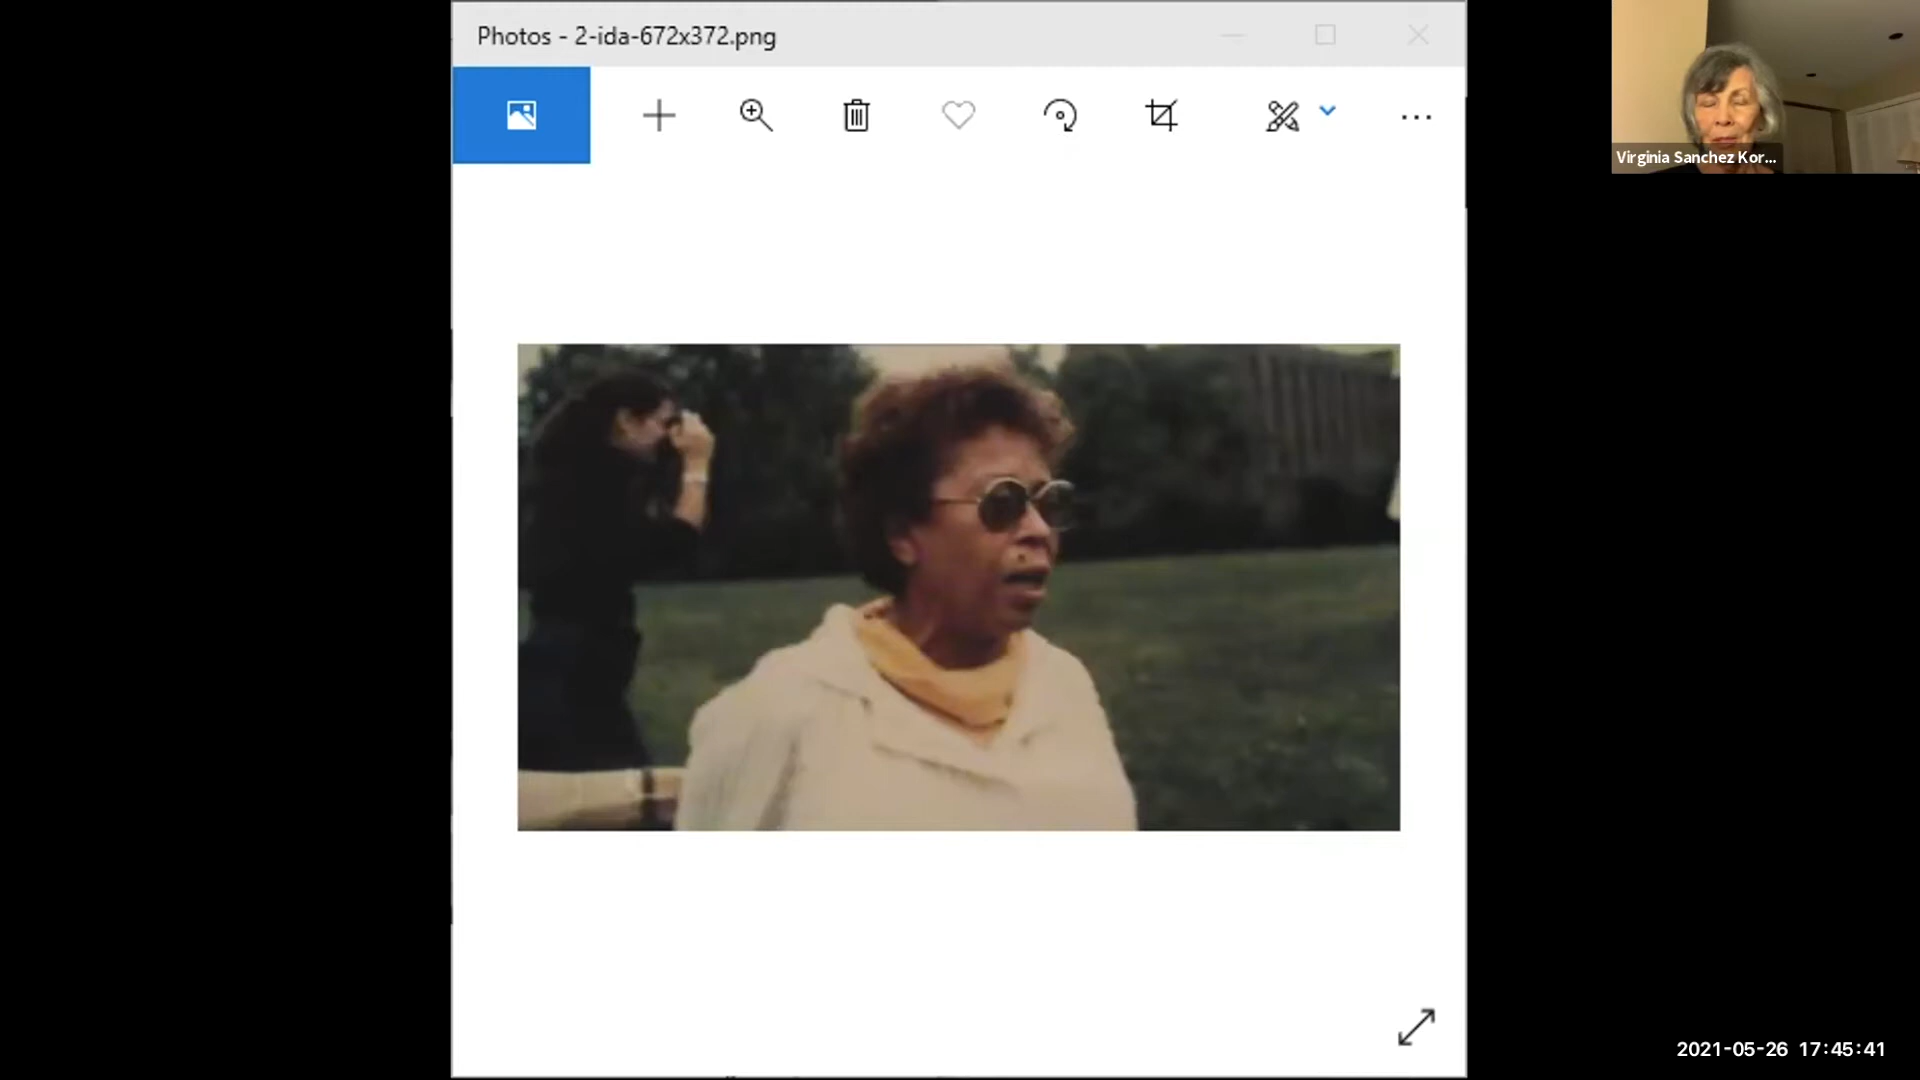 Photos - 2-ida-672x372.png
Virginia Sanchez Kor...
2021-05-26 17:45:41